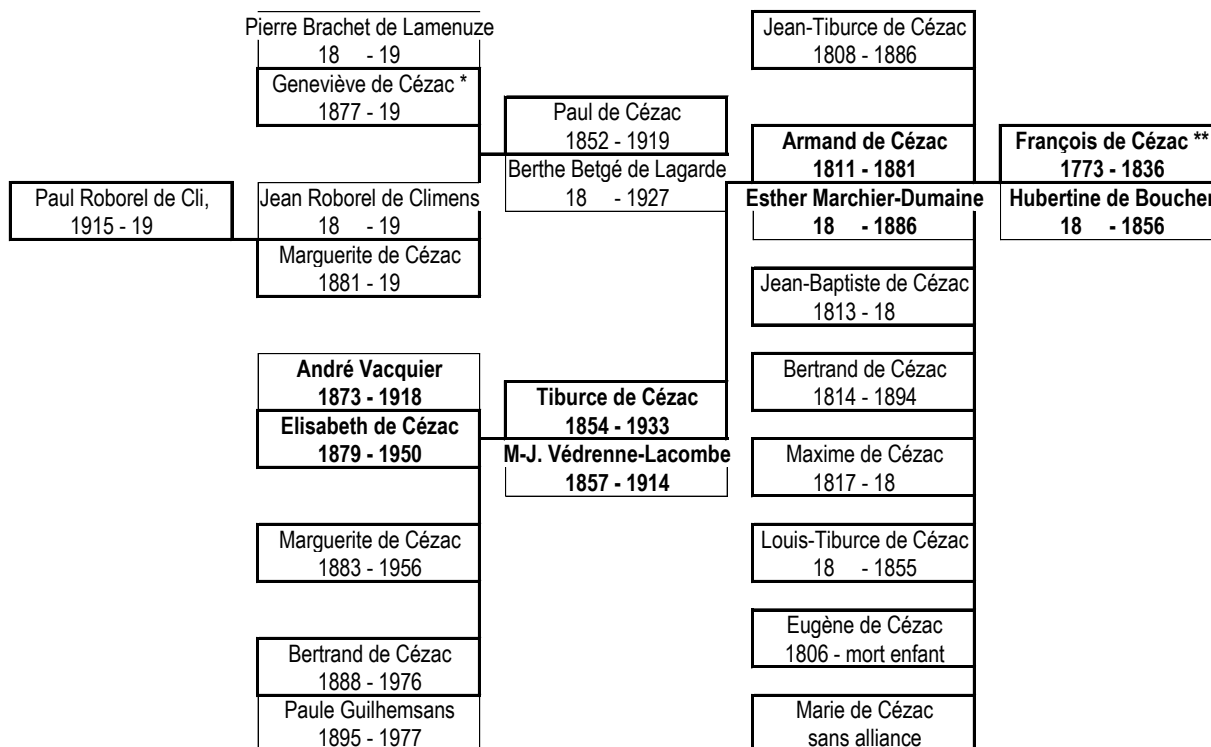 Pierre Brachet de Lamenuze
18 - 19
Geneviève de Cézac *
1877 - 19
Paul Roborel de Cli,
1915 - 19
Jean Roborel de Climens
18 - 19
Marguerite de Cézac
1881 - 19
André Vacquier
1873 - 1918
Elisabeth de Cézac
1879 - 1950
Marguerite de Cézac
1883 - 1956
Bertrand de Cézac
1888 - 1976
Paule Guilhemsans
1895 - 1977
Paul de Cézac
1852 - 1919
Berthe Betgé de Lagarde
18 - 1927
Tiburce de Cézac
1854 - 1933
M-J. Védrenne-Lacombe
1857 - 1914
Jean-Tiburce de Cézac
1808 - 1886
Armand de Cézac
1811 - 1881
Esther Marchier-Dumaine
18 - 1886
Jean-Baptiste de Cézac
1813 - 18
Bertrand de Cézac
1814 - 1894
Maxime de Cézac
1817 - 18
Louis-Tiburce de Cézac
18 - 1855
Eugène de Cézac
1806 - mort enfant
Marie de Cézac
sans alliance
François de Cézac **
1773 - 1836
Hubertine de Boucher
18 - 1856